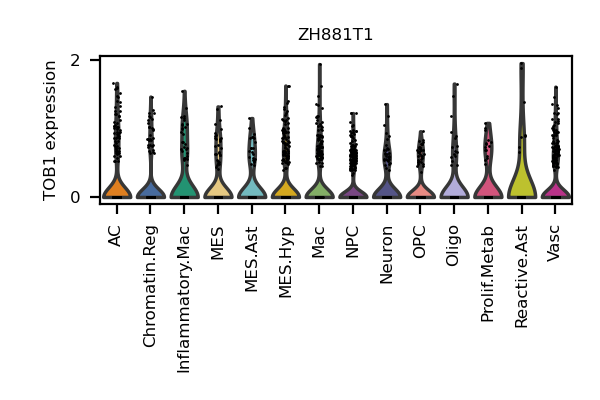 ZH881T1
TOB1 expression
2
0
AC
Chromatin.Reg
Inflammatory.Mac
MES
MES.Ast
MES.Hyp
Mac
NPC
Neuron
OPC
Oligo
Prolif.Metab
Reactive.Ast
Vasc